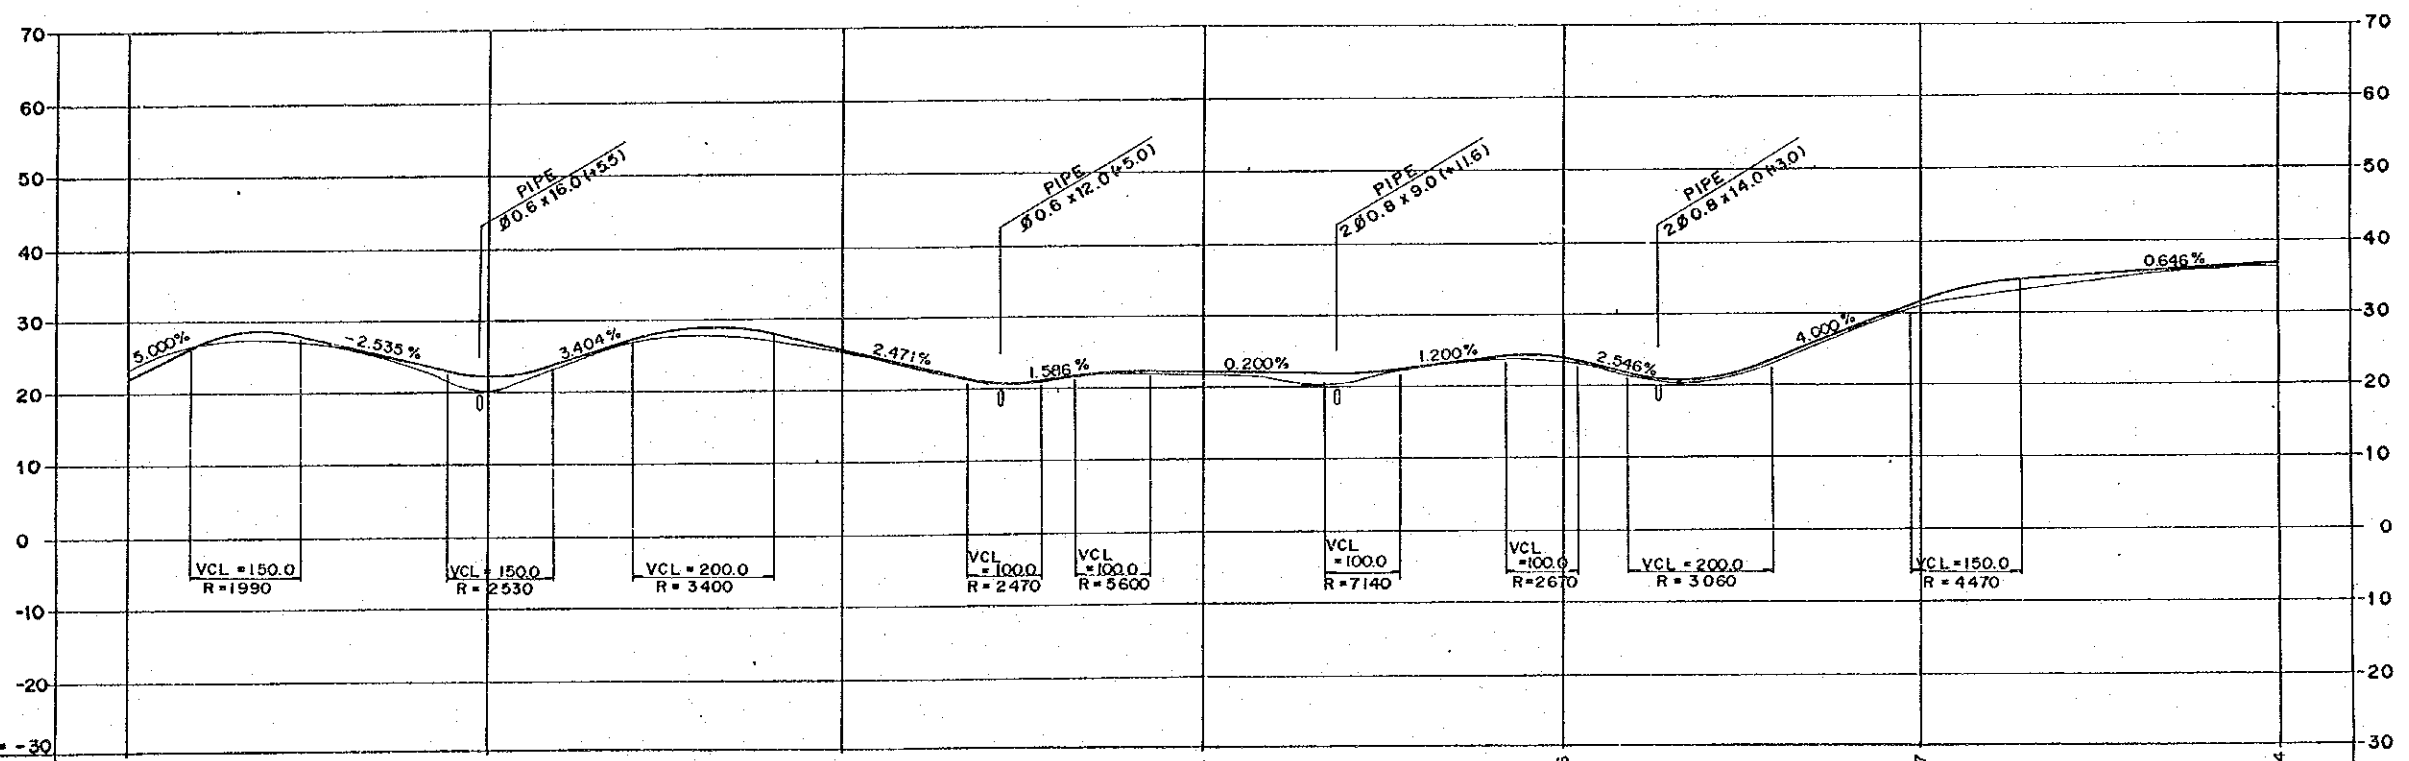 70
60
50
40
30
20
10
0
-10
-20
-30
PIPE
Ø0.6 x 16.0 (+5.5)
PIPE
Ø0.6 x 12.0 (+5.0)
PIPE
2Ø0.8 x 9.0 (+11.6)
PIPE
2Ø0.8 x 14.0 (+3.0)
5.000%
-2.535%
3.404%
2.471%
1.586%
0.200%
1.200%
2.546%
4.000%
0.646%
VCL = 150.0
R = 1990
VCL = 150.0
R = 2530
VCL = 200.0
R = 3400
VCL
= 100.0
R = 2470
VCL
= 100.0
R = 5600
VCL
= 100.0
R = 7140
VCL
= 100.0
R = 2670
VCL = 200.0
R = 3060
VCL = 150.0
R = 4470
70
60
50
40
30
20
10
0
-10
-20
-30